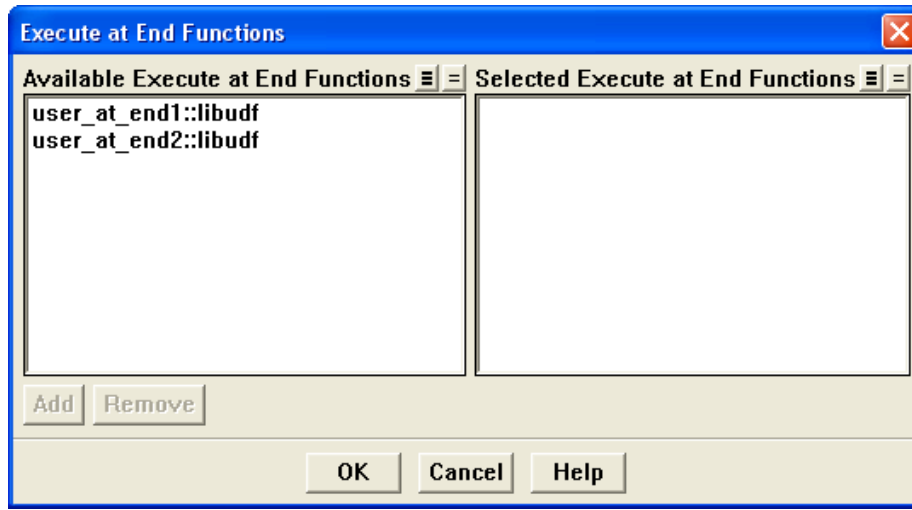 Execute at End Functions
Available Execute at End Functions Selected Execute at End Functions
user_at_end1::libudf
user_at_end2::libudf
Add Remove
OK Cancel Help